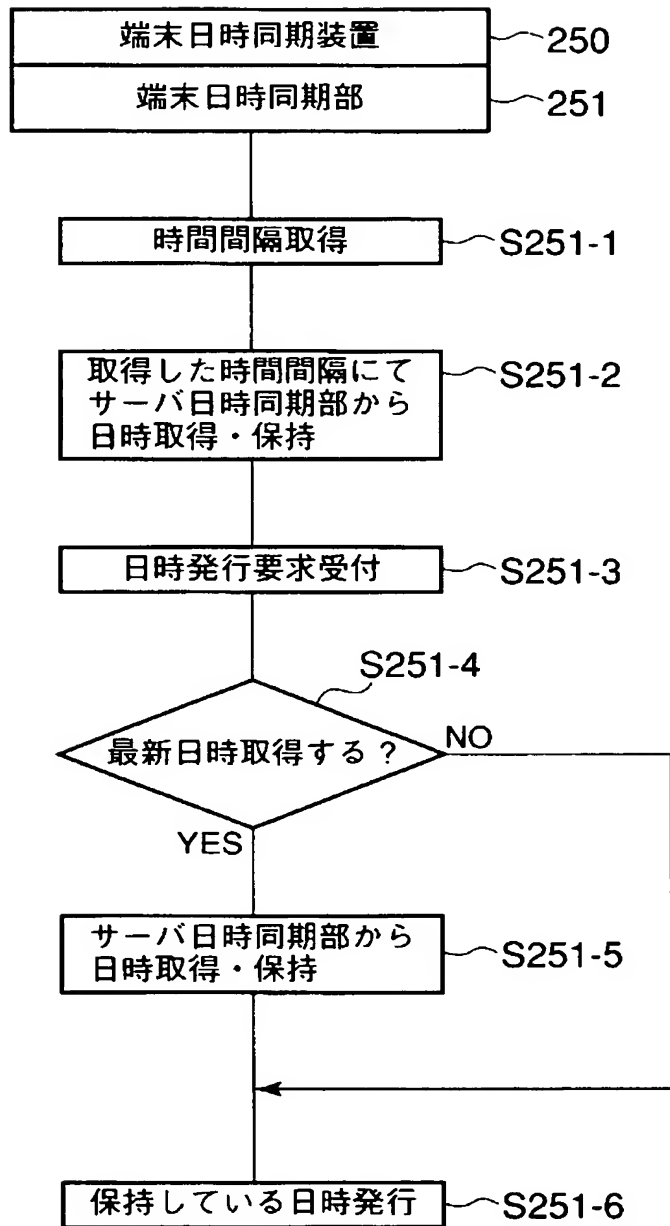 端末日時同期装置
250
端末日時同期部
251
時間間隔取得
S251-1
取得した時間間隔にて
サーバ日時同期部から
日時取得・保持
S251-2
日時発行要求受付
S251-3
S251-4
最新日時取得する?
NO
YES
サーバ日時同期部から
日時取得・保持
S251-5
保持している日時発行
S251-6